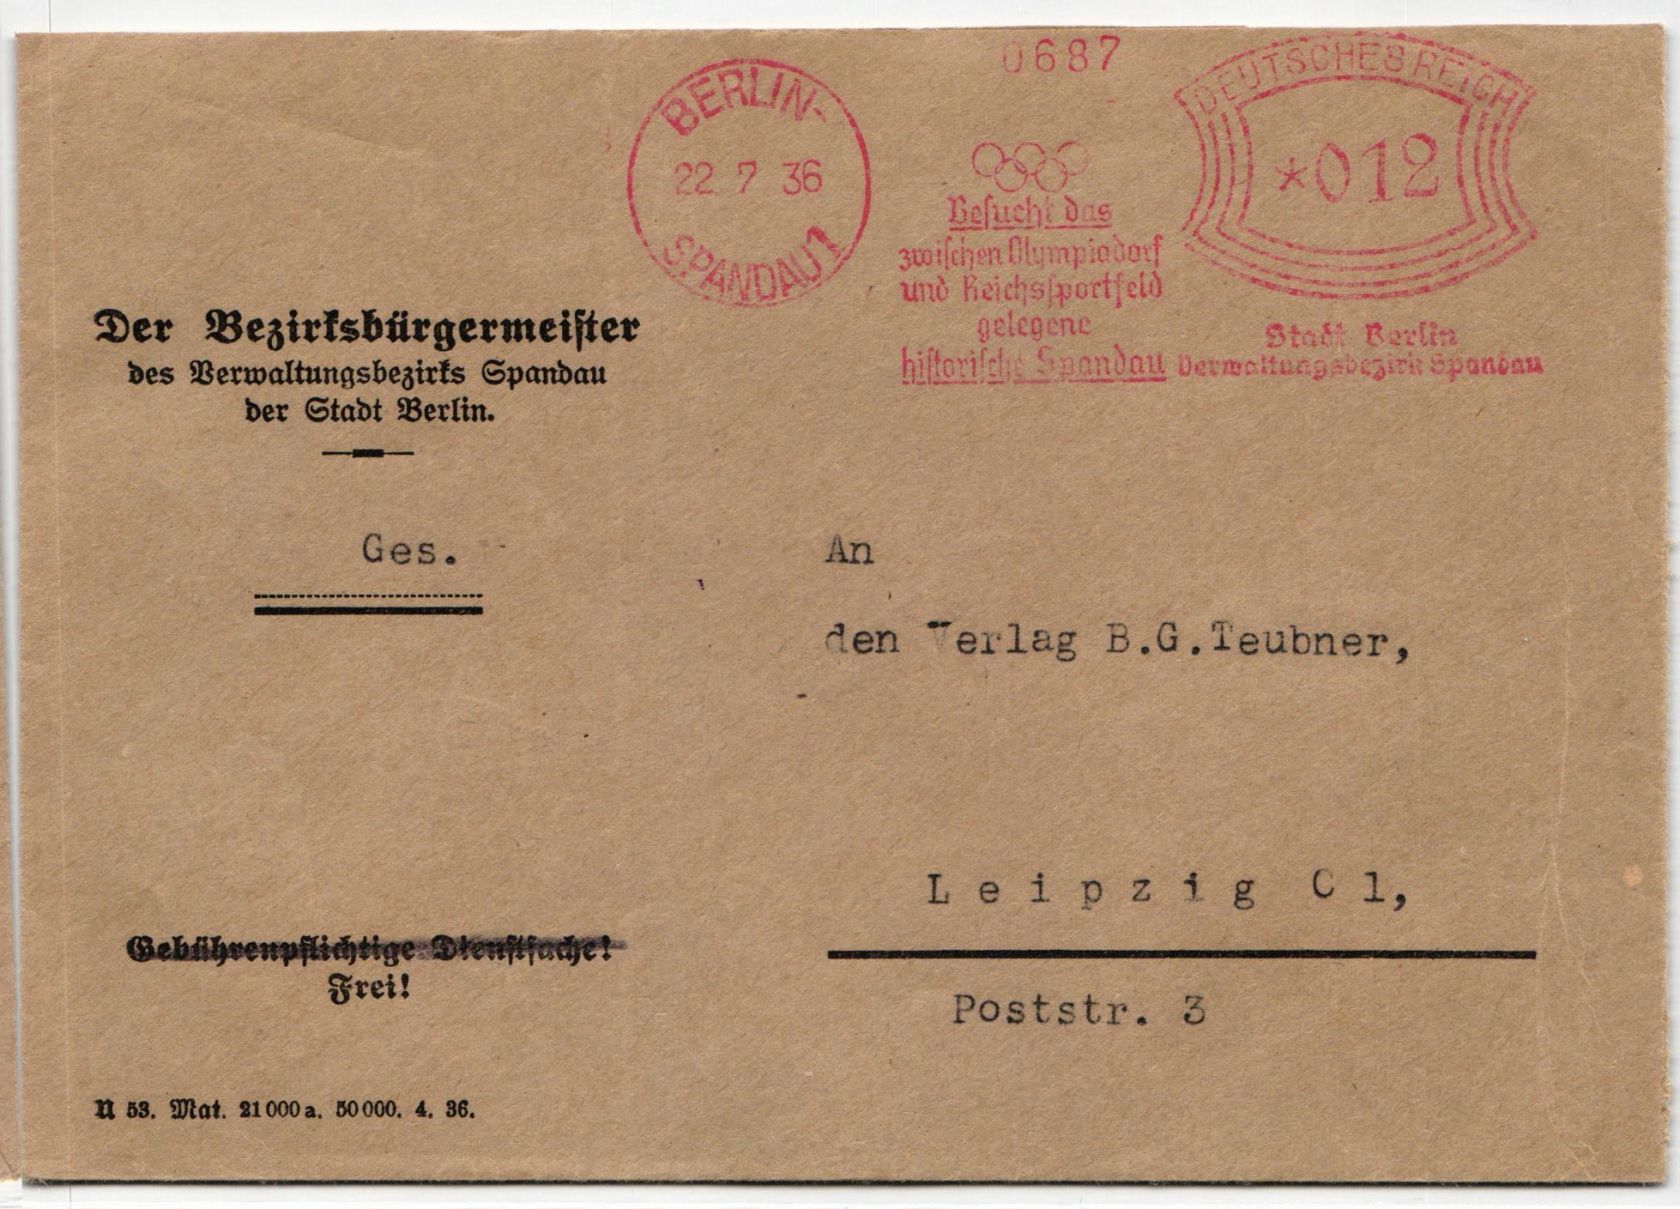 0687
BERLIN-
22 7 36
SPANDAU 1
DEUTSCHES REICH
*012
Besucht das
zwischen Olympiadorf
und Reichssportfeld
gelegene
historische Spandau
Stadt Berlin
Verwaltungsbezirk Spandau
Der Bezirksbürgermeister
des Verwaltungsbezirks Spandau
der Stadt Berlin.
Ges.
An
den Verlag B.G.Teubner,
Leipzig C 1,
Poststr. 3
Gebührenpflichtige Dienstsache!
Frei!
U 53. Mat. 21000a. 50000. 4. 36.